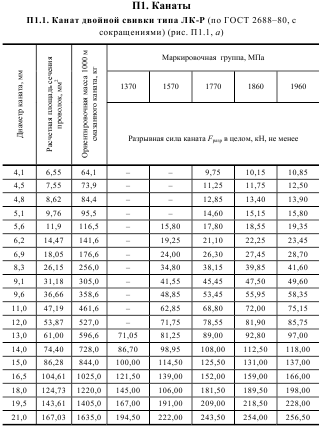 П1. Канаты
П1.1. Канат двойной свивки типа ЛК-Р (по ГОСТ 2688–80, с
сокращениями) (рис. П1.1, а)
Диаметр каната, мм
Расчетная площадь сечения
проволок, мм²
Ориентировочная масса 1000 м
смазанного каната, кг
Маркировочная группа, МПа
1370 1570 1770 1860 1960
Разрывная сила каната Fразр в целом, кН, не менее
4,1 6,55 64,1 – – 9,75 10,15 10,85
4,5 7,55 73,9 – – 11,25 11,75 12,50
4,8 8,62 84,4 – – 12,85 13,40 13,90
5,1 9,76 95,5 – – 14,60 15,15 15,80
5,6 11,9 116,5 – 15,80 17,80 18,55 19,35
6,2 14,47 141,6 – 19,25 21,10 22,25 23,45
6,9 18,05 176,6 – 24,00 26,30 27,45 28,70
8,3 26,15 256,0 – 34,80 38,15 39,85 41,60
9,1 31,18 305,0 – 41,55 45,45 47,50 49,60
9,6 36,66 358,6 – 48,85 53,45 55,95 58,35
11,0 47,19 461,6 – 62,85 68,80 72,00 75,15
12,0 53,87 527,0 – 71,75 78,55 81,90 85,75
13,0 61,00 596,6 71,05 81,25 89,00 92,80 97,00
14,0 74,40 728,0 86,70 98,95 108,00 112,50 118,00
15,0 86,28 844,0 100,00 114,50 125,50 131,00 137,00
16,5 104,61 1025,0 121,50 139,00 152,00 159,00 166,00
18,0 124,73 1220,0 145,00 106,00 181,50 189,50 198,00
19,5 143,61 1405,0 167,00 191,00 209,00 218,50 228,00
21,0 167,03 1635,0 194,50 222,00 243,50 254,00 256,50